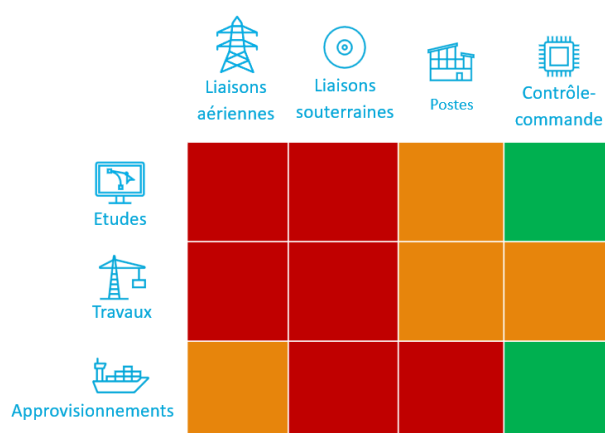 Liaisons
aériennes
Liaisons
souterraines
Postes
Contrôle-
commande
Etudes
Travaux
Approvisionnements